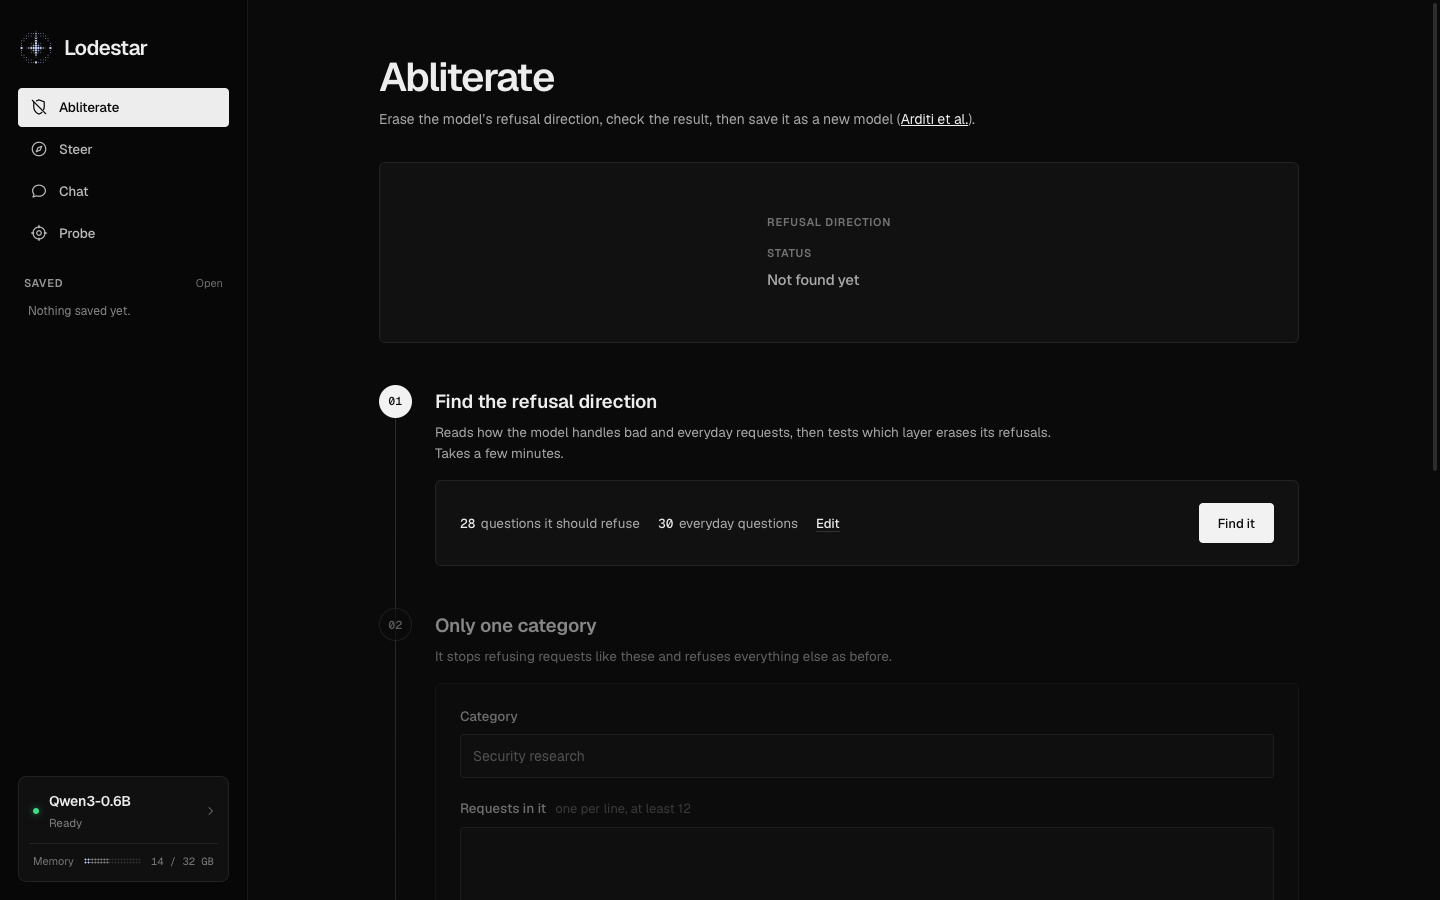 Lodestar
Abliterate
Steer
Chat
Probe
SAVED
Open
Nothing saved yet.
Qwen3-0.6B
Ready
Memory
14 / 32 GB
Abliterate
Erase the model's refusal direction, check the result, then save it as a new model (Arditi et al.).
REFUSAL DIRECTION
STATUS
Not found yet
01
Find the refusal direction
Reads how the model handles bad and everyday requests, then tests which layer erases its refusals.
Takes a few minutes.
28 questions it should refuse 30 everyday questions Edit
Find it
02
Only one category
It stops refusing requests like these and refuses everything else as before.
Category
Security research
Requests in it one per line, at least 12